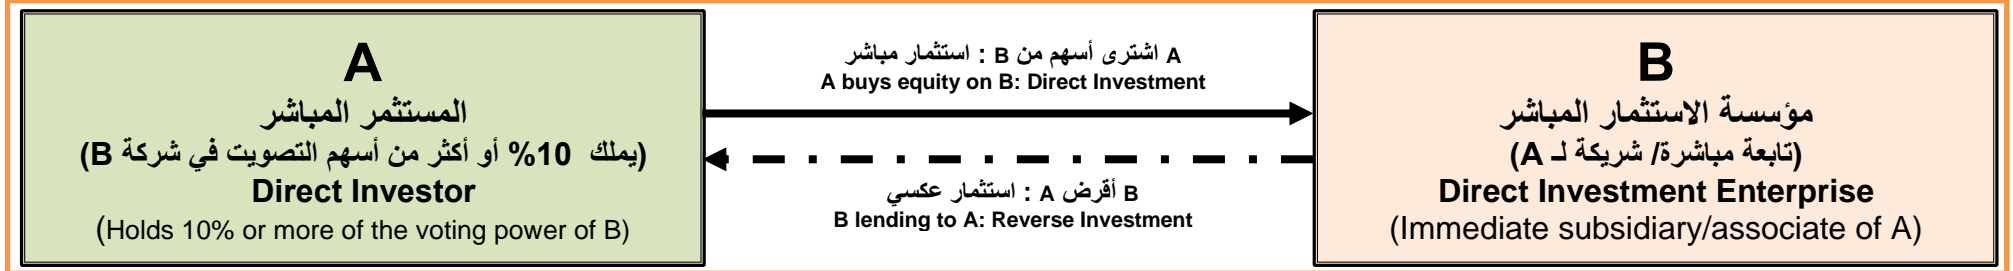 A
المستثمر المباشر
(يملك 10% أو أكثر من أسهم التصويت في شركة B)
Direct Investor
(Holds 10% or more of the voting power of B)
A اشترى أسهم من B : استثمار مباشر
A buys equity on B: Direct Investment
B أقرض A : استثمار عكسي
B lending to A: Reverse Investment
B
مؤسسة الاستثمار المباشر
(تابعة مباشرة/ شريكة لـ A)
Direct Investment Enterprise
(Immediate subsidiary/associate of A)